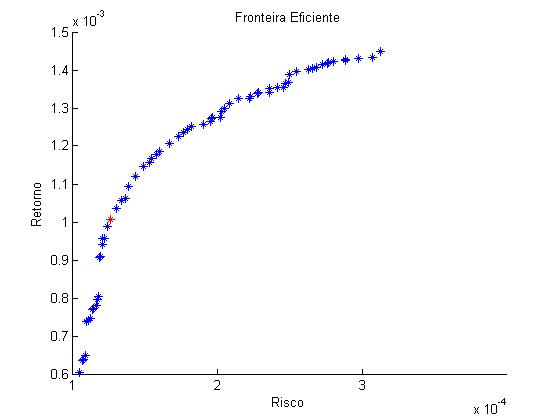 Fronteira Eficiente
x 10^-3
1.5
1.4
1.3
1.2
1.1
1
0.9
0.8
0.7
0.6
Retorno
1
2
3
Risco
x 10^-4